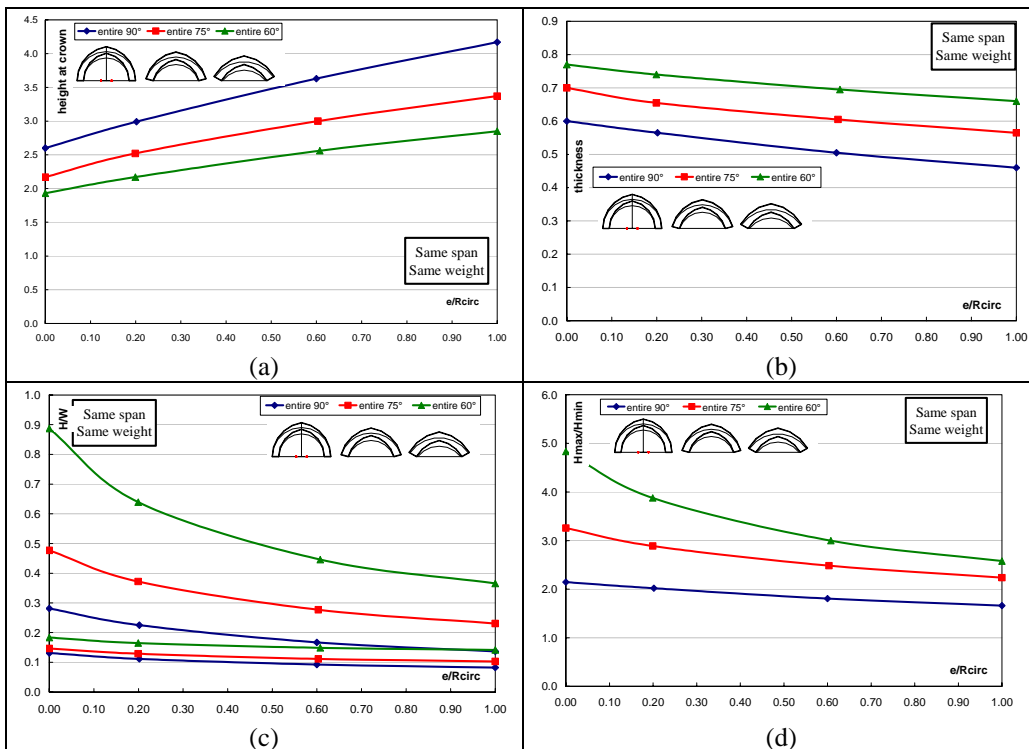 height at crown
entire 90° entire 75° entire 60°
4.5
4.0
3.5
3.0
2.5
2.0
1.5
1.0
0.5
0.0
Same span
Same weight
e/Rcirc
0.00 0.10 0.20 0.30 0.40 0.50 0.60 0.70 0.80 0.90 1.00
(a)
thickness
0.9
0.8
0.7
0.6
0.5
0.4
0.3
0.2
0.1
0.0
Same span
Same weight
entire 90° entire 75° entire 60°
e/Rcirc
0.00 0.10 0.20 0.30 0.40 0.50 0.60 0.70 0.80 0.90 1.00
(b)
H/W
1.0
0.9
0.8
0.7
0.6
0.5
0.4
0.3
0.2
0.1
0.0
Same span
Same weight
entire 90° entire 75° entire 60°
e/Rcirc
0.00 0.10 0.20 0.30 0.40 0.50 0.60 0.70 0.80 0.90 1.00
(c)
Hmax/Hmin
6.0
5.0
4.0
3.0
2.0
1.0
0.0
entire 90° entire 75° entire 60°
Same span
Same weight
e/Rcirc
0.00 0.10 0.20 0.30 0.40 0.50 0.60 0.70 0.80 0.90 1.00
(d)